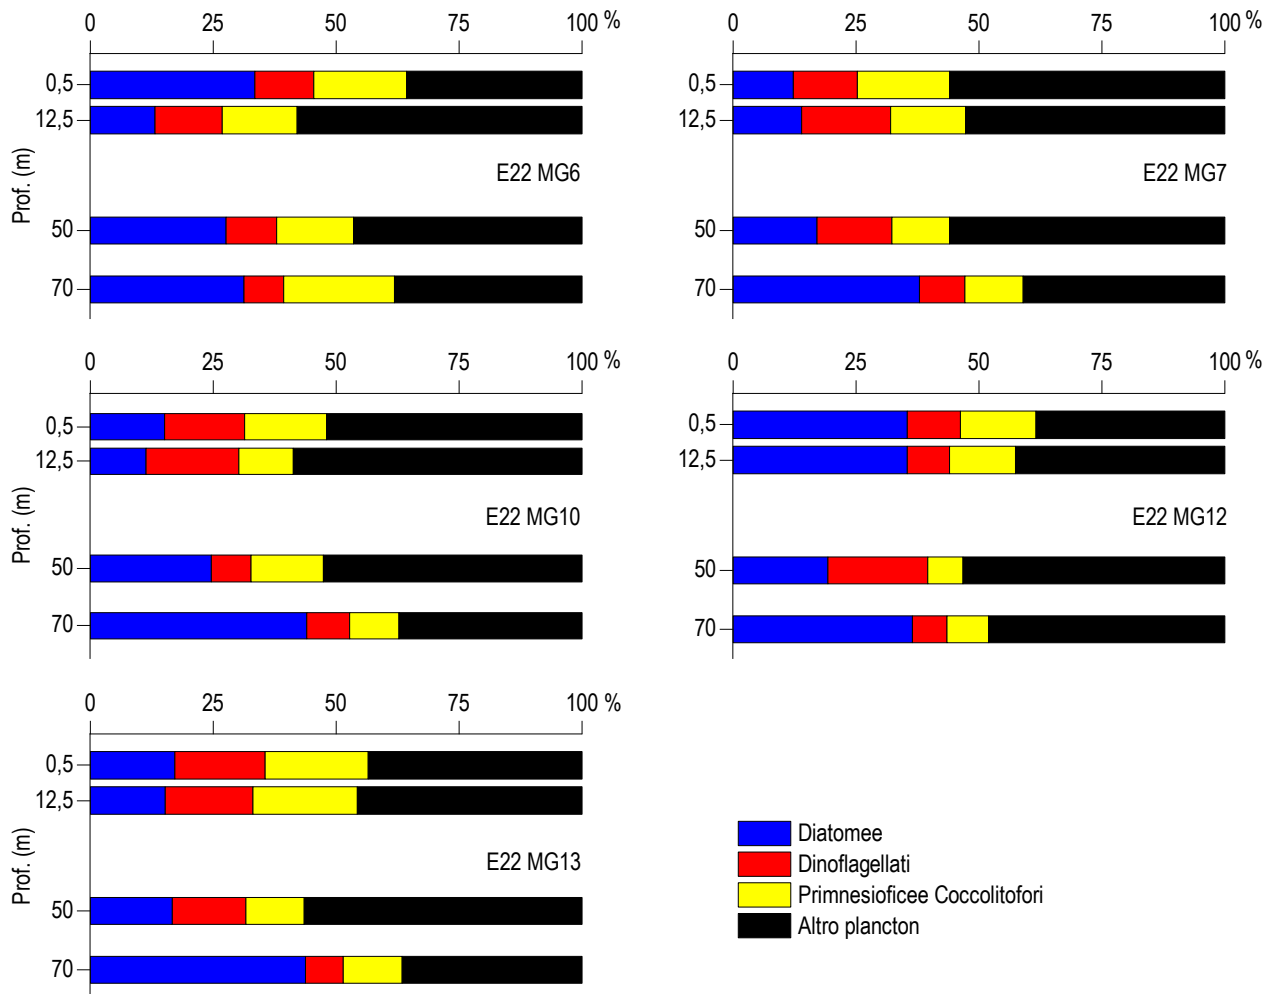 0 25 50 75 100 %
0,5
12,5
50
70
Prof. (m)
E22 MG6
0 25 50 75 100 %
0,5
12,5
50
70
E22 MG7
0 25 50 75 100 %
0,5
12,5
50
70
Prof. (m)
E22 MG10
0 25 50 75 100 %
0,5
12,5
50
70
E22 MG12
0 25 50 75 100 %
0,5
12,5
50
70
Prof. (m)
E22 MG13
Diatomee
Dinoflagellati
Primnesioficee Coccolitofori
Altro plancton